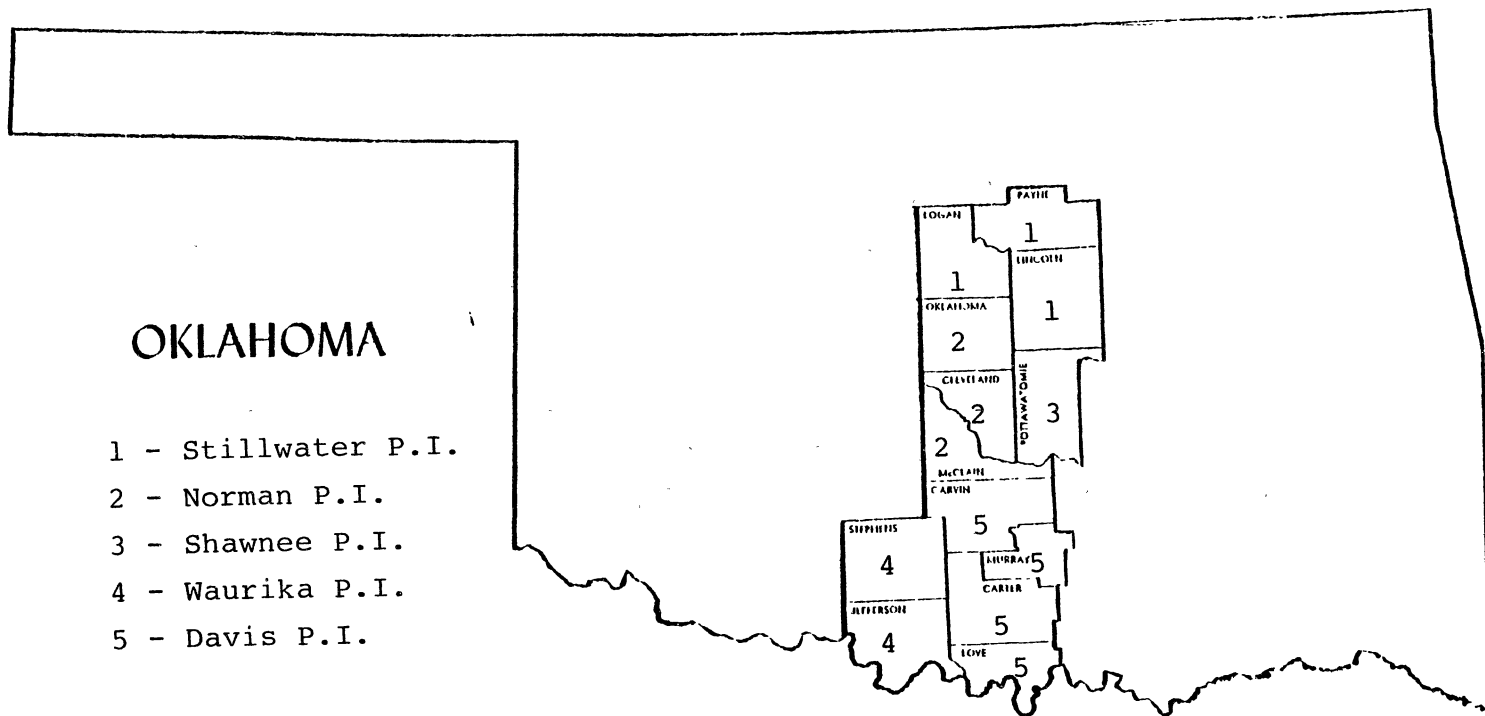 PAYNE
LOGAN
1
LINCOLN
1
OKLAHOMA
1
OKLAHOMA
2
CLEVELAND
POTTAWATOMIE
2
3
1 - Stillwater P.I.
2
2 - Norman P.I.
McCLAIN
GARVIN
STEPHENS
5
3 - Shawnee P.I.
4
MURRAY
5
CARTER
4 - Waurika P.I.
JEFFERSON
5
5 - Davis P.I.
4
LOVE
5